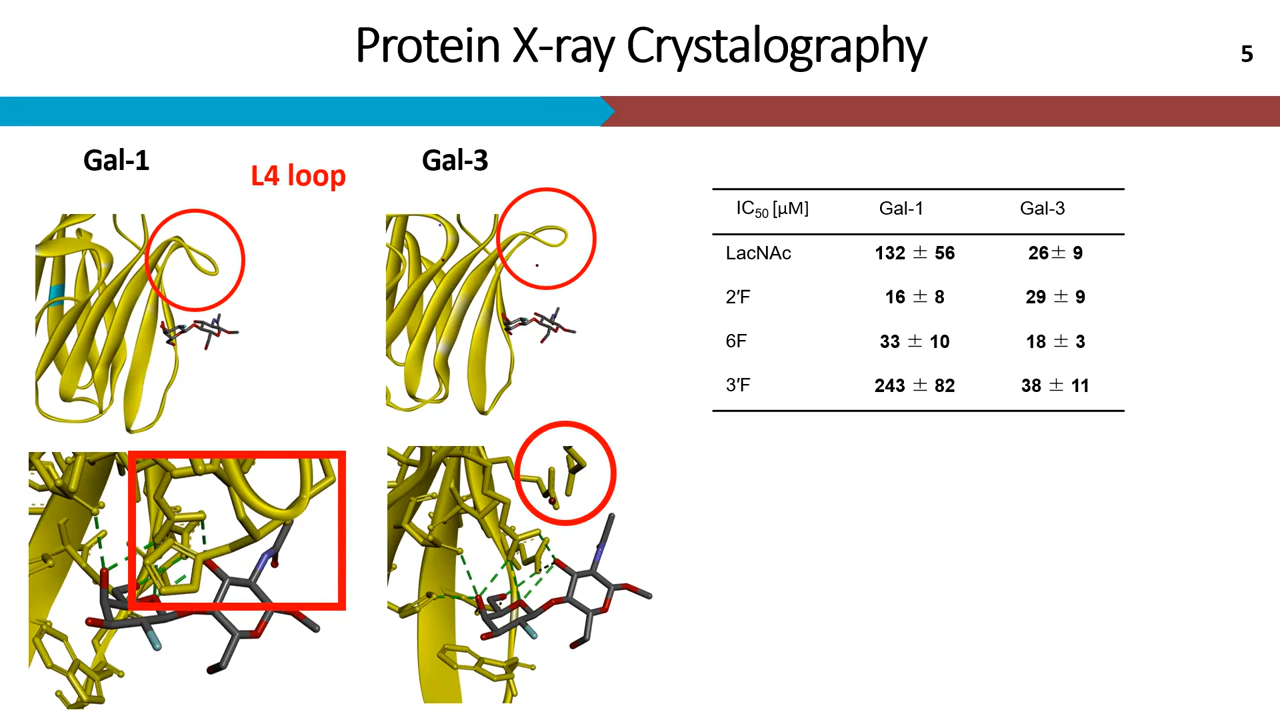 Protein X-ray Crystalography
5
Gal-1
L4 loop
Gal-3
IC50 [µM] Gal-1 Gal-3
LacNAc 132 ± 56 26± 9
2'F 16 ± 8 29 ± 9
6F 33 ± 10 18 ± 3
3'F 243 ± 82 38 ± 11